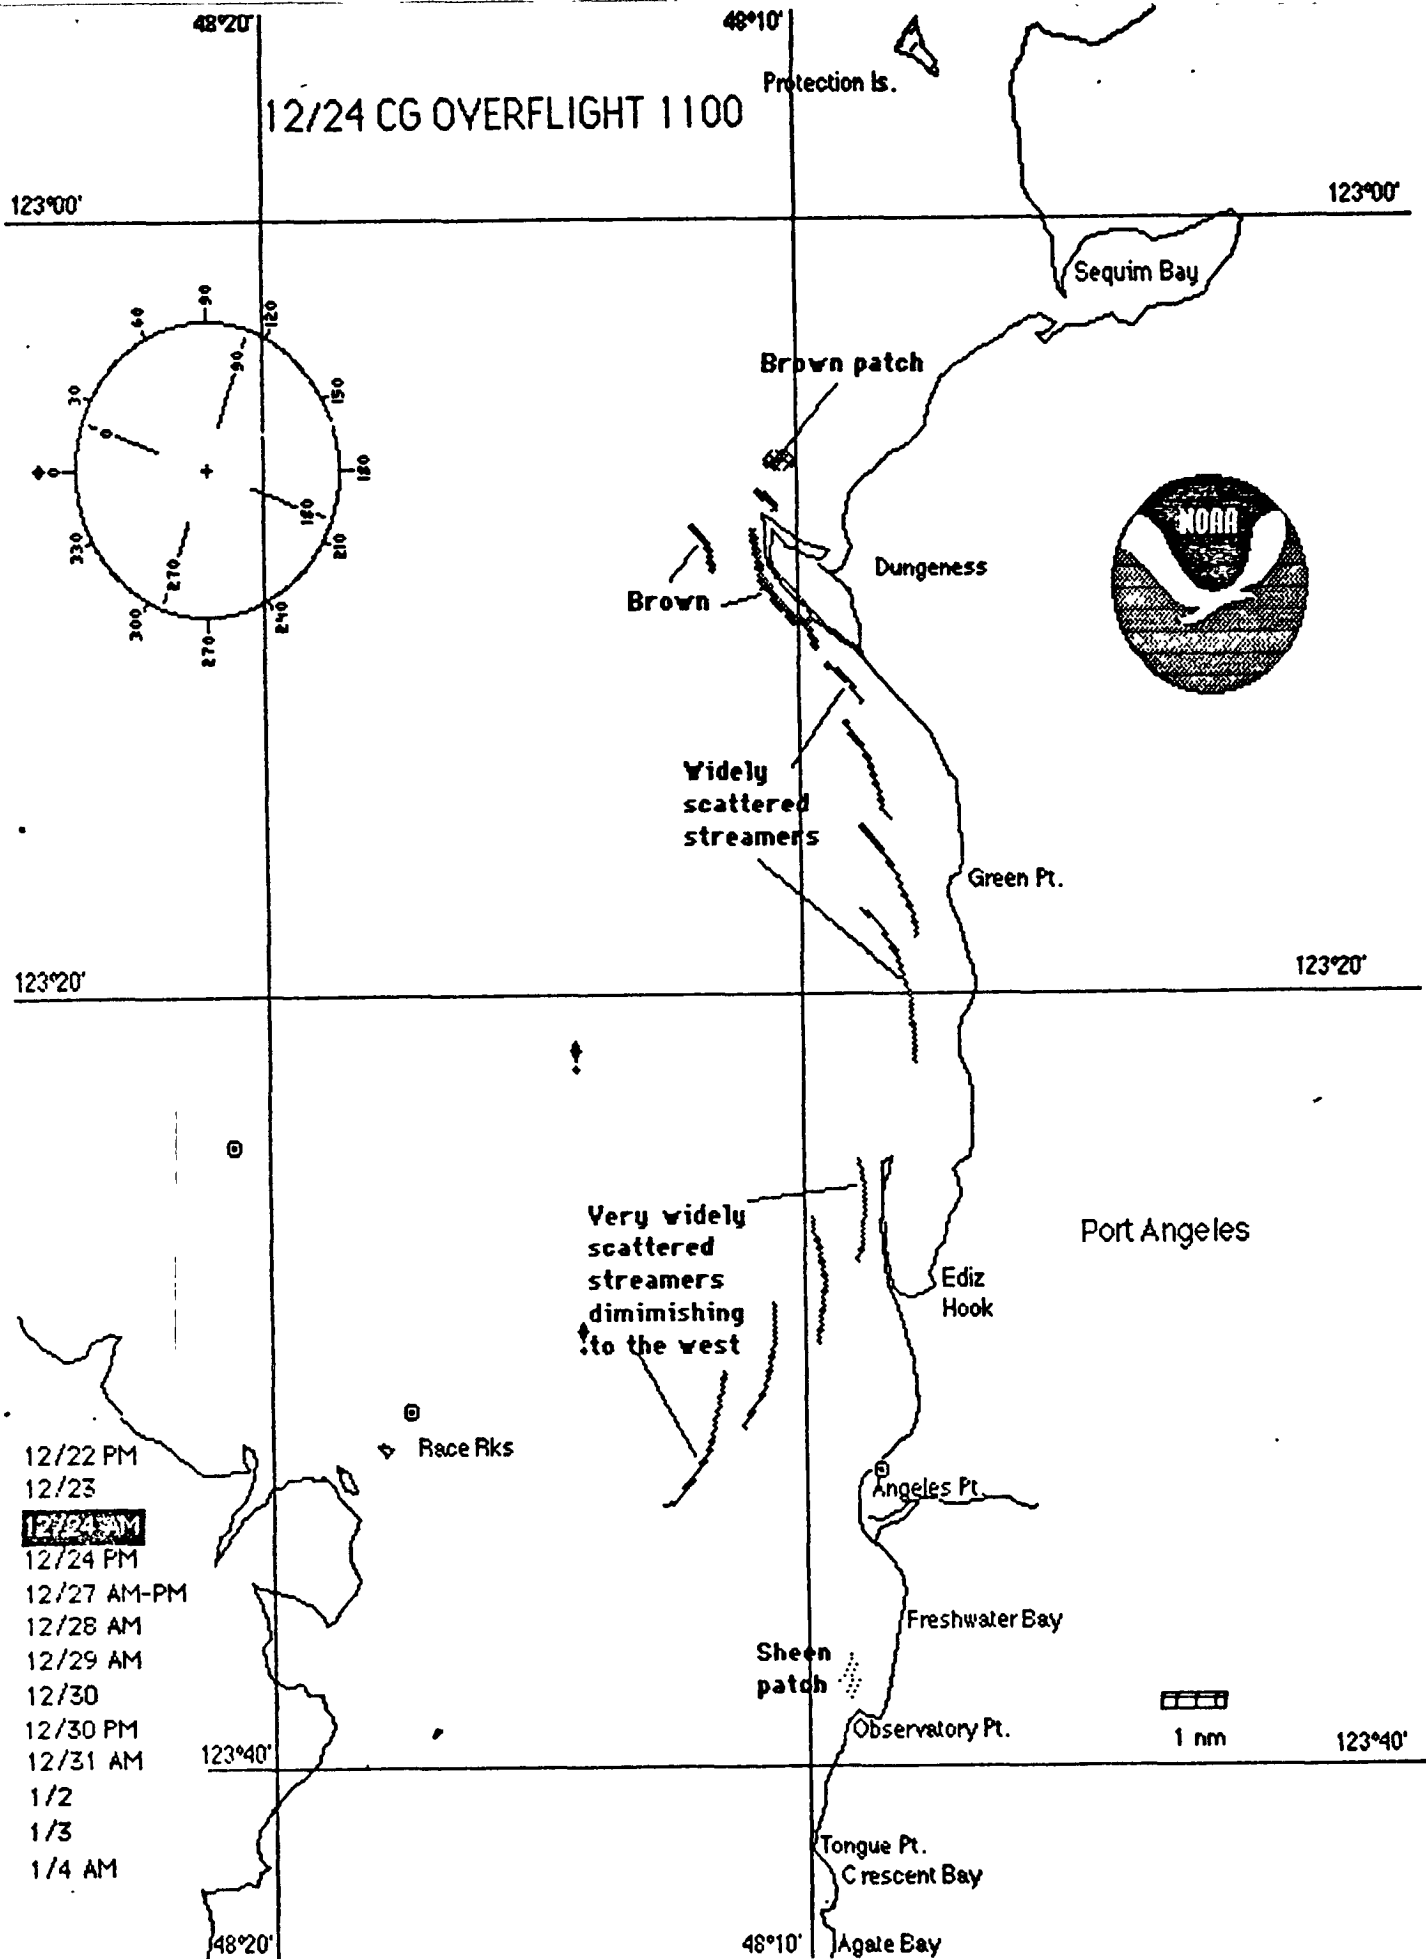 48°20'
48°10'
Protection Is.
12/24 CG OVERFLIGHT 1100
123°00'
123°00'
Sequim Bay
0
30
60
90
120
150
180
210
240
270
300
330
0
90
180
270
Brown patch
NOAA
Dungeness
Brown
Widely
scattered
streamers
Green Pt.
123°20'
123°20'
Very widely
scattered
streamers
dimimishing
to the west
Port Angeles
Ediz
Hook
Race Rks
Angeles Pt.
12/22 PM
12/23
12/24 AM
12/24 PM
12/27 AM-PM
12/28 AM
12/29 AM
12/30
12/30 PM
12/31 AM
1/2
1/3
1/4 AM
Freshwater Bay
Sheen
patch
Observatory Pt.
1 nm
123°40'
123°40'
Tongue Pt.
Crescent Bay
48°20'
48°10'
Agate Bay